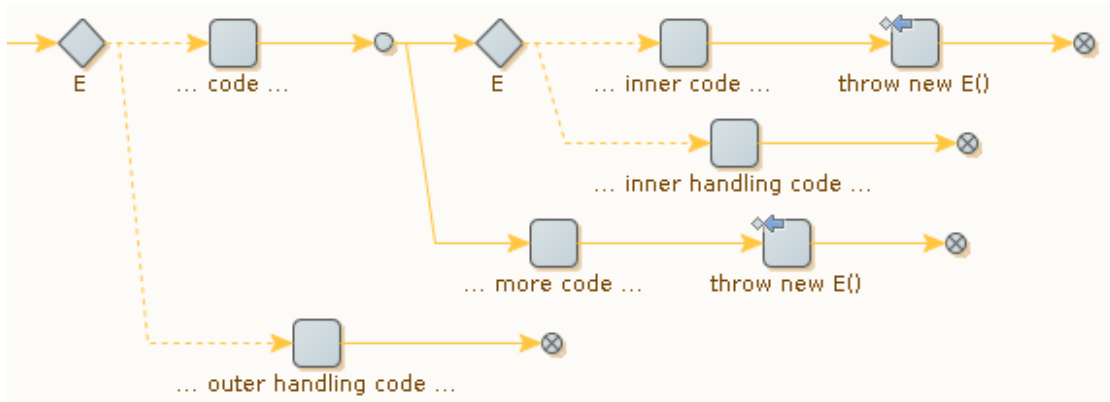 E
... code ...
E
... inner code ...
throw new E()
... inner handling code ...
... more code ...
throw new E()
... outer handling code ...